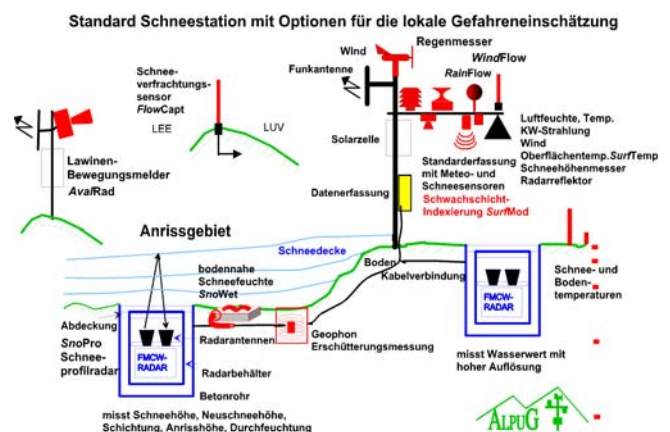 Standard Schneestation mit Optionen für die lokale Gefahreneinschätzung
Wind
Regenmesser
Funkantenne
WindFlow
RainFlow
Schnee-
verfrachtungs-
sensor
FlowCapt
LEE
LUV
Solarzelle
Luftfeuchte, Temp.
KW-Strahlung
Wind
Oberflächentemp. SurfTemp
Schneehöhenmesser
Radarreflektor
Lawinen-
Bewegungsmelder
AvalRad
Standarderfassung
mit Meteo- und
Schneesensoren
Schwachschicht-
Indexierung SurfMod
Datenerfassung
Anrissgebiet
Schneedecke
Boden
Kabelverbindung
bodennahe
Schneefeuchte
SnoWet
Schnee- und
Boden-
temperaturen
FMCW-
RADAR
Abdeckung
SnoPro
Schnee-
profilradar
Radarantennen
Geophon
Erschütterungsmessung
FMCW-
RADAR
Radarbehälter
Betonrohr
misst Wasserwert mit
hoher Auflösung
misst Schneehöhe, Neuschneehöhe,
Schichtung, Anrisshöhe, Durchfeuchtung
ALPUG